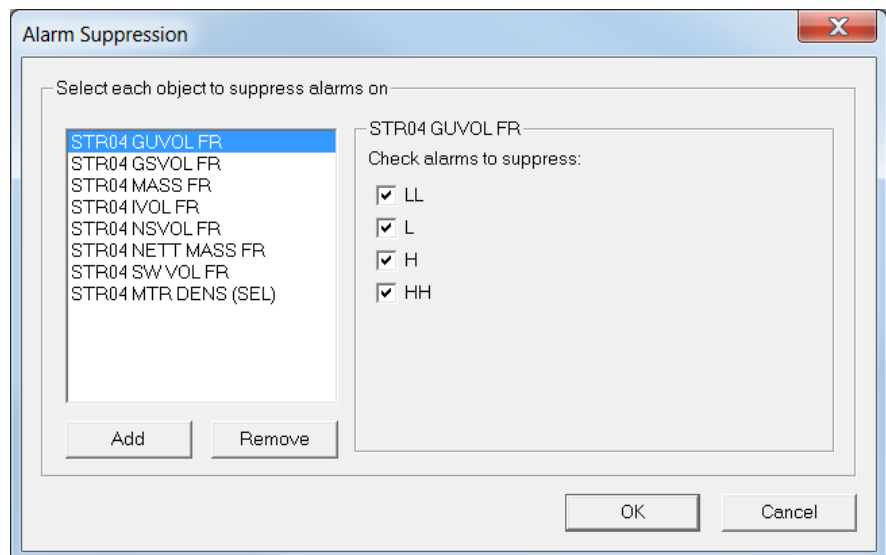 Alarm Suppression
X
Select each object to suppress alarms on
STR04 GUVOL FR
STR04 GSVOL FR
STR04 MASS FR
STR04 IVOL FR
STR04 NSVOL FR
STR04 NETT MASS FR
STR04 SW VOL FR
STR04 MTR DENS (SEL)
Add
Remove
STR04 GUVOL FR
Check alarms to suppress:
LL
L
H
HH
OK
Cancel